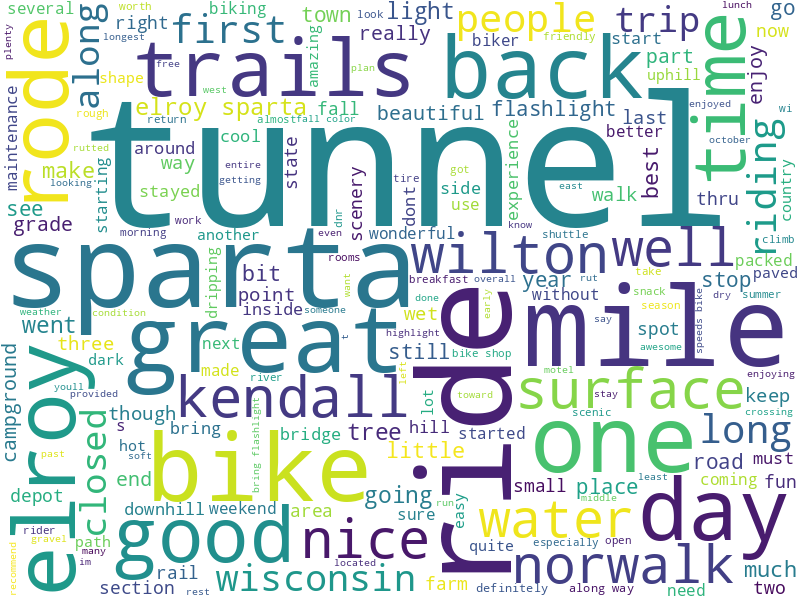 several
rode
along
right
biking
town
first
light
look
people
trip
lunch
go
worth
longest
shape
free
trails
amazing
really
biker
back
start
part
now
plenty
plan
west
uphill
friendly
time
enjoy
maintenance
rough
elroy sparta
fall
beautiful
flashlight
last
better
enjoyed
wi
return
almostfall color
tunnel
rutted
cool
october
make
around
state
looking
way
entire
getting
scenery
dont
tire
got
experience
east
best
thru
riding
country
see
starting
stayed
side
use
walk
know
grade
work
morning
even
dnr
wonderful
shuttle
climb
sparta
another
rooms
wilton
well
packed
paved
dripping
bit
point
inside
want
breakfast
overall
year
rut
take
stop
weather
condition
someone
wet
done
early
without
snack
season
dry
summer
went
great
t
highlight
ride
mile
spot
say
speeds bike
three
next
still
bike shop
awesome
dark
made
river
left
motel
enjoying
campground
elroy
youll
provided
kendall
toward
surface
stay
keep
closed
though
s
bring
bridge
tree
lot
hill
started
scenic
crossing
hot
soft
bike
bring flashlight
little
one
long
past
end
run
road
must
depot
going
easy
small
place
least
coming
fun
downhill
weekend
area
sure
water
middle
day
rider
gravel
path
good
nice
quite
especially
open
many
im
located
norwalk
recommend
section
rail
rest
wisconsin
farm
definitely
along way
need
much
two